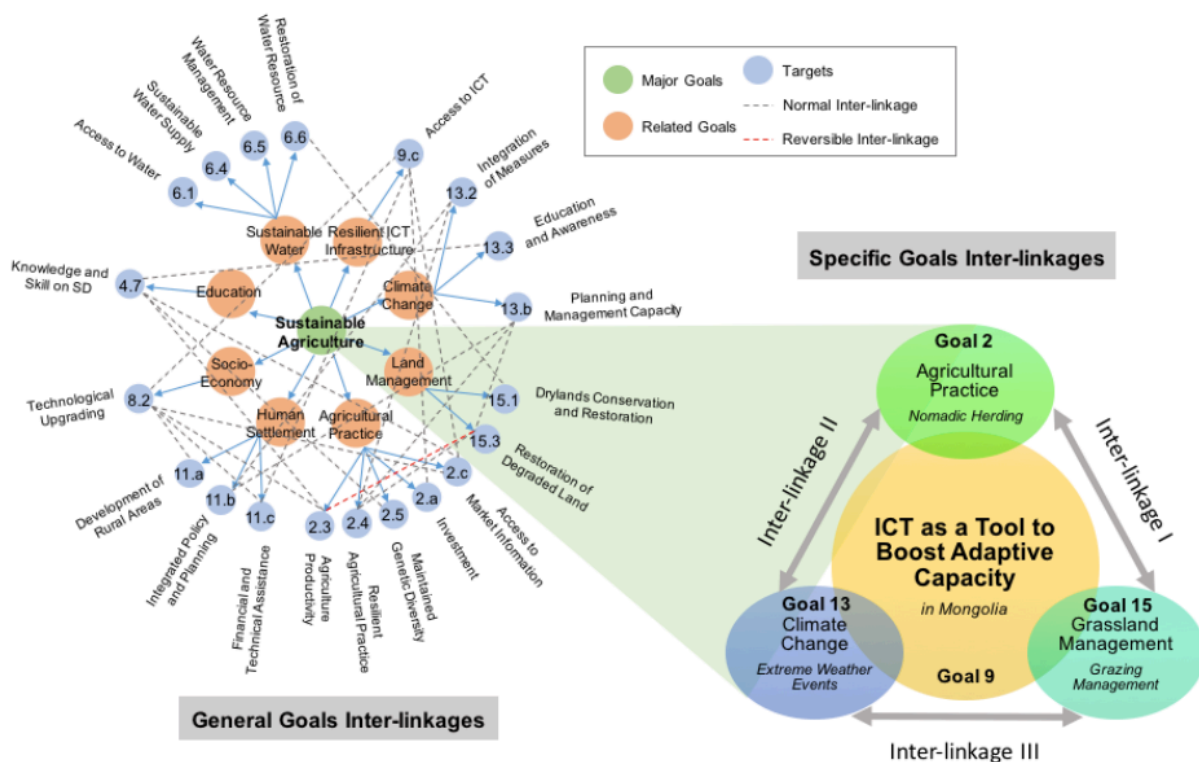 Major Goals
Related Goals
Targets
Normal Inter-linkage
Reversible Inter-linkage
Restoration of
Water Resource
Water Resource
Management
Sustainable
Water Supply
Access to Water
6.6
6.5
6.4
6.1
Access to ICT
9.c
Integration
of Measures
13.2
Education
and Awareness
13.3
Planning and
Management Capacity
13.b
Sustainable
Water
Resilient ICT
Infrastructure
Climate
Change
Knowledge and
Skill on SD
4.7
Education
Sustainable
Agriculture
Socio-
Economy
Land
Management
Human
Settlement
Agricultural
Practice
Technological
Upgrading
8.2
15.1
Drylands Conservation
and Restoration
15.3
Restoration of
Degraded Land
11.a
11.b
11.c
2.3
2.4
2.5
2.a
2.c
Development of
Rural Areas
Integrated Policy
and Planning
Financial and
Technical Assistance
Agriculture
Productivity
Resilient
Agricultural Practice
Maintained
Genetic Diversity
Investment
Access to
Market Information
General Goals Inter-linkages
Specific Goals Inter-linkages
Goal 2
Agricultural
Practice
Nomadic Herding
Inter-linkage II
Inter-linkage I
ICT as a Tool to
Boost Adaptive
Capacity
in Mongolia
Goal 9
Goal 13
Climate
Change
Extreme Weather
Events
Goal 15
Grassland
Management
Grazing
Management
Inter-linkage III